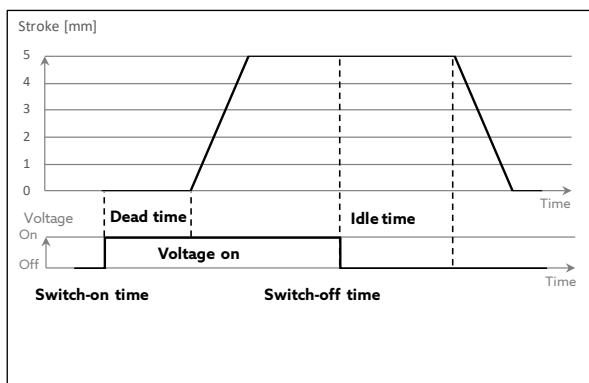 Stroke [mm]
5
4
3
2
1
0
Time
Voltage
Dead time
Idle time
On
Voltage on
Off
Time
Switch-on time
Switch-off time